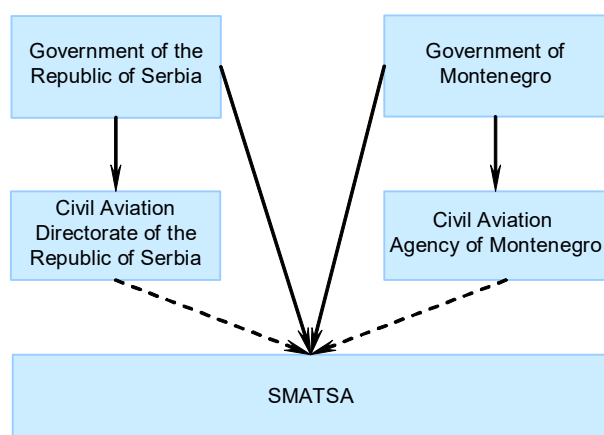 Government of the
Republic of Serbia
Government of
Montenegro
Civil Aviation
Directorate of the
Republic of Serbia
Civil Aviation
Agency of Montenegro
SMATSA